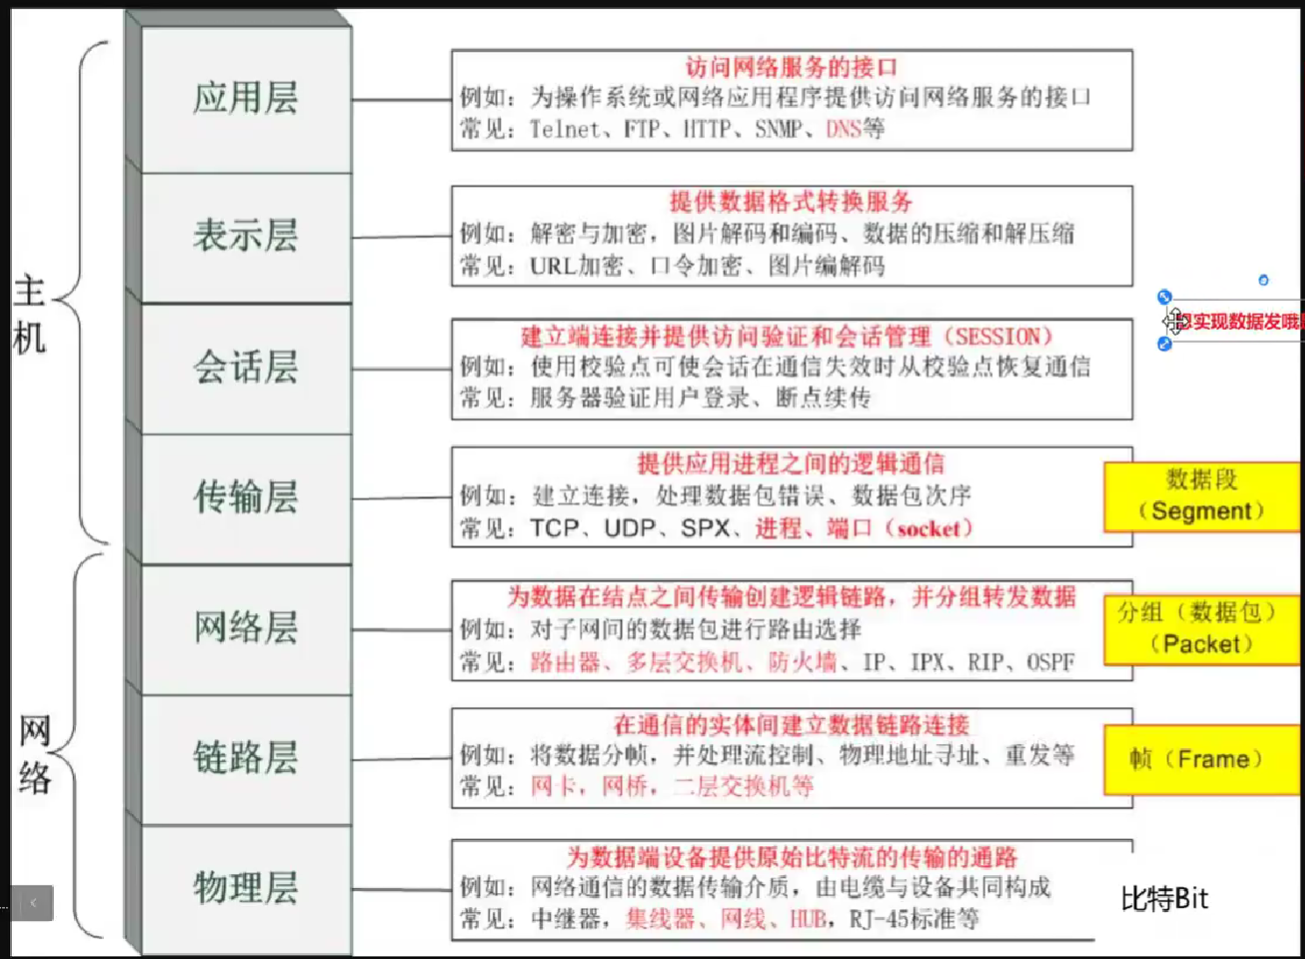 主机
网络
应用层
访问网络服务的接口
例如：为操作系统或网络应用程序提供访问网络服务的接口
常见：Telnet、FTP、HTTP、SNMP、DNS等
表示层
提供数据格式转换服务
例如：解密与加密，图片解码和编码、数据的压缩和解压缩
常见：URL加密、口令加密、图片编解码
会话层
建立端连接并提供访问验证和会话管理（SESSION）
例如：使用校验点可使会话在通信失效时从校验点恢复通信
常见：服务器验证用户登录、断点续传
实现数据发哦
传输层
提供应用进程之间的逻辑通信
例如：建立连接，处理数据包错误、数据包次序
常见：TCP、UDP、SPX、进程、端口（socket）
数据段
（Segment）
网络层
为数据在结点之间传输创建逻辑链路，并分组转发数据
例如：对子网间的数据包进行路由选择
常见：路由器、多层交换机、防火墙、IP、IPX、RIP、OSPF
分组（数据包）
（Packet）
链路层
在通信的实体间建立数据链路连接
例如：将数据分帧，并处理流控制、物理地址寻址、重发等
常见：网卡，网桥，二层交换机等
帧（Frame）
物理层
为数据端设备提供原始比特流的传输的通路
例如：网络通信的数据传输介质，由电缆与设备共同构成
常见：中继器，集线器、网线、HUB，RJ-45标准等
比特Bit